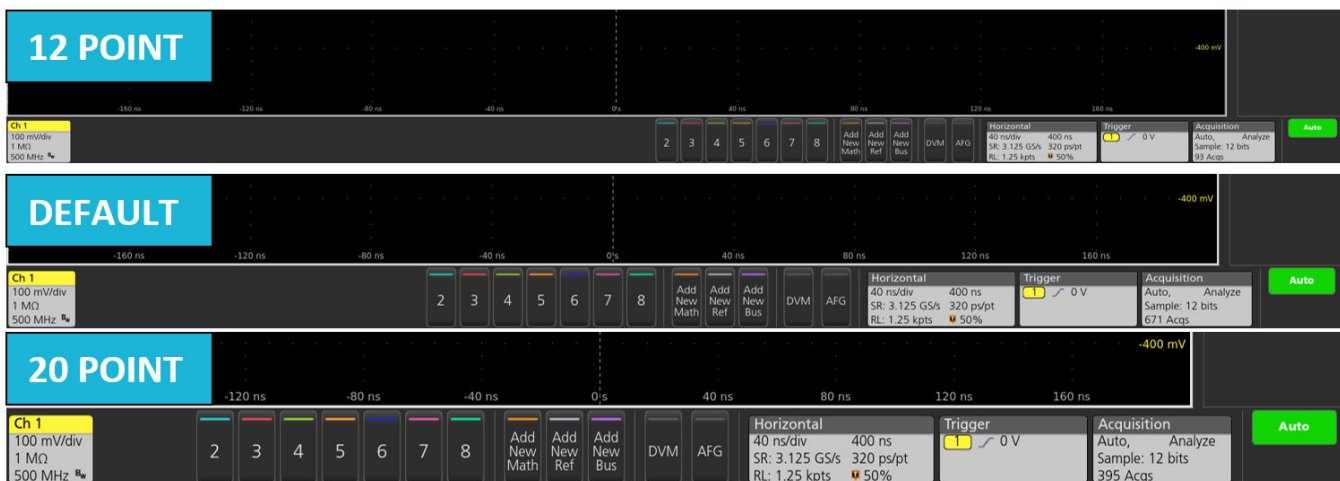 12 POINT
-400 mV
-160 ns -120 ns -80 ns -40 ns 0's 40 ns 80 ns 120 ns 160 ns
Ch 1
100 mV/div
1 MΩ
500 MHz Bw
2 3 4 5 6 7 8
Add New Math
Add New Ref
Add New Bus
DVM AFG
Horizontal
40 ns/div 400 ns
SR: 3.125 GS/s 320 ps/pt
RL: 1.25 kpts 50%
Trigger
1 0 V
Acquisition
Auto, Analyze
Sample: 12 bits
93 Acqs
Auto
DEFAULT
-400 mV
-160 ns -120 ns -80 ns -40 ns 0's 40 ns 80 ns 120 ns 160 ns
Ch 1
100 mV/div
1 MΩ
500 MHz Bw
2 3 4 5 6 7 8
Add New Math
Add New Ref
Add New Bus
DVM AFG
Horizontal
40 ns/div 400 ns
SR: 3.125 GS/s 320 ps/pt
RL: 1.25 kpts 50%
Trigger
1 0 V
Acquisition
Auto, Analyze
Sample: 12 bits
671 Acqs
Auto
20 POINT
-400 mV
-120 ns -80 ns -40 ns 0's 40 ns 80 ns 120 ns 160 ns
Ch 1
100 mV/div
1 MΩ
500 MHz Bw
2 3 4 5 6 7 8
Add New Math
Add New Ref
Add New Bus
DVM AFG
Horizontal
40 ns/div 400 ns
SR: 3.125 GS/s 320 ps/pt
RL: 1.25 kpts 50%
Trigger
1 0 V
Acquisition
Auto, Analyze
Sample: 12 bits
395 Acqs
Auto